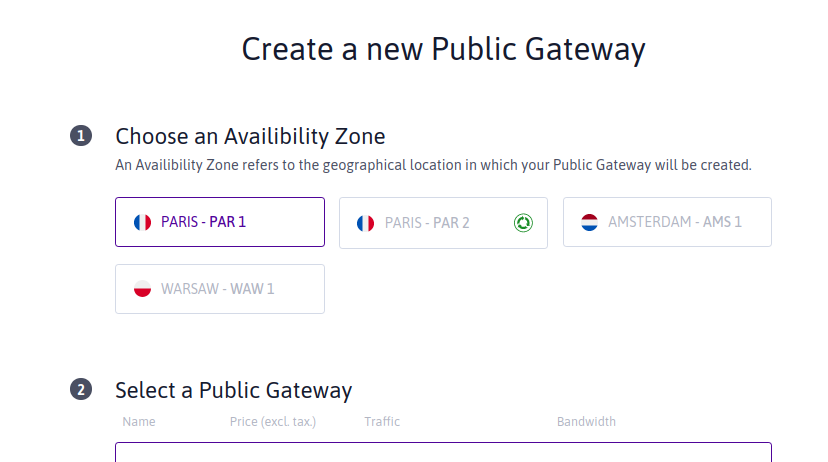 Create a new Public Gateway
1 Choose an Availibility Zone
An Availibility Zone refers to the geographical location in which your Public Gateway will be created.
PARIS - PAR 1 PARIS - PAR 2 AMSTERDAM - AMS 1
WARSAW - WAW 1
2 Select a Public Gateway
Name Price (excl. tax.) Traffic Bandwidth